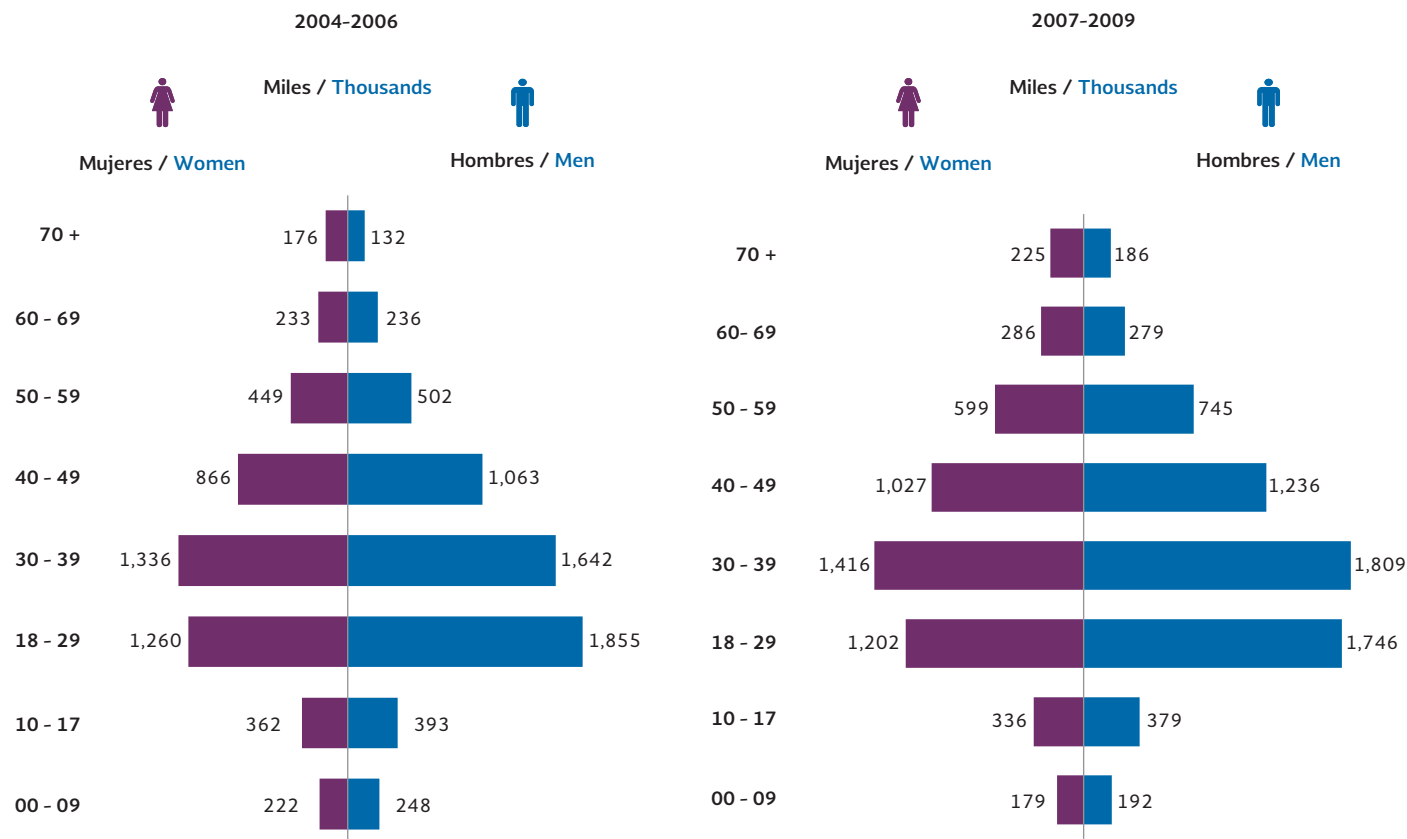 2004-2006
Miles / Thousands
Mujeres / Women
Hombres / Men
70 +
176
132
60 - 69
233
236
50 - 59
449
502
40 - 49
866
1,063
30 - 39
1,336
1,642
18 - 29
1,260
1,855
10 - 17
362
393
00 - 09
222
248
2007-2009
Miles / Thousands
Mujeres / Women
Hombres / Men
70 +
225
186
60- 69
286
279
50 - 59
599
745
40 - 49
1,027
1,236
30 - 39
1,416
1,809
18 - 29
1,202
1,746
10 - 17
336
379
00 - 09
179
192